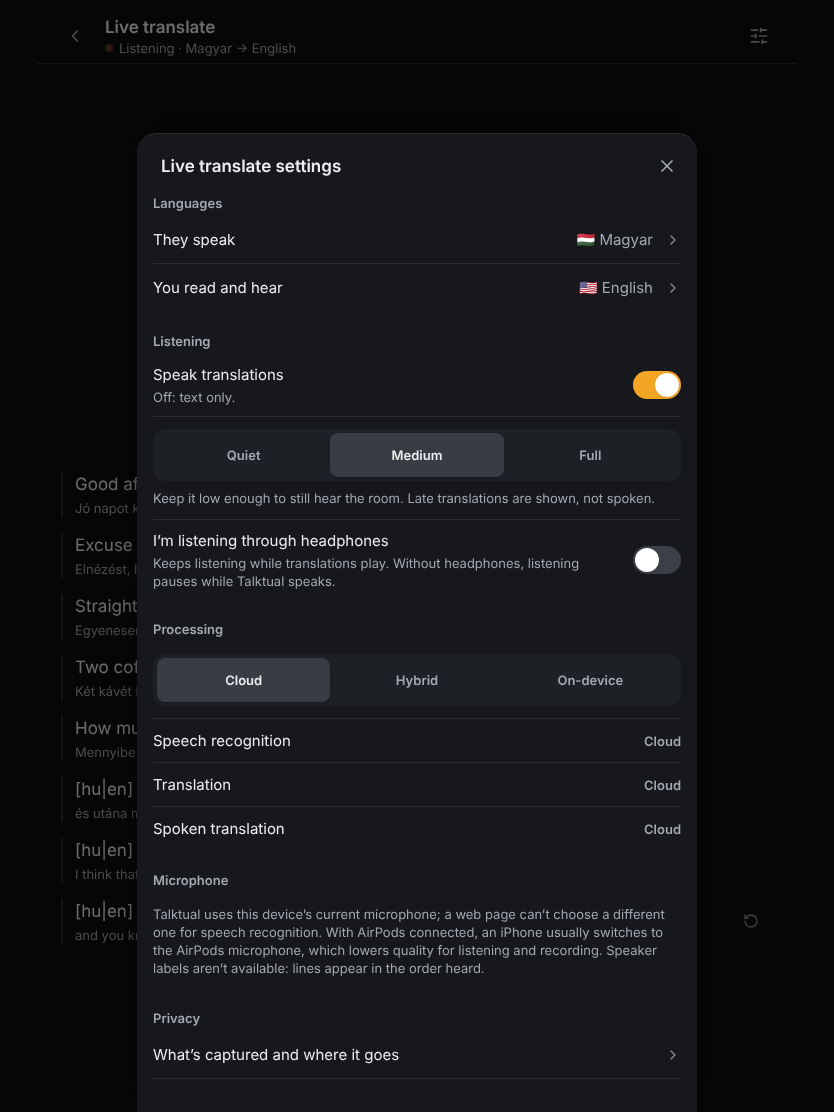 Live translate
Listening · Magyar → English
Live translate settings
Languages
They speak
🇭🇺 Magyar
You read and hear
🇺🇸 English
Listening
Speak translations
Off: text only.
Quiet
Medium
Full
Keep it low enough to still hear the room. Late translations are shown, not spoken.
I’m listening through headphones
Keeps listening while translations play. Without headphones, listening
pauses while Talktual speaks.
Processing
Cloud
Hybrid
On-device
Speech recognition
Cloud
Translation
Cloud
Spoken translation
Cloud
Microphone
Talktual uses this device’s current microphone; a web page can’t choose a different
one for speech recognition. With AirPods connected, an iPhone usually switches to
the AirPods microphone, which lowers quality for listening and recording. Speaker
labels aren’t available: lines appear in the order heard.
Privacy
What’s captured and where it goes
Good
Jó napot
Excuse
Elnézést,
Straight
Két kávét
How
[hu|en]
és utána
[hu|en]
I think
[hu|en]
and you